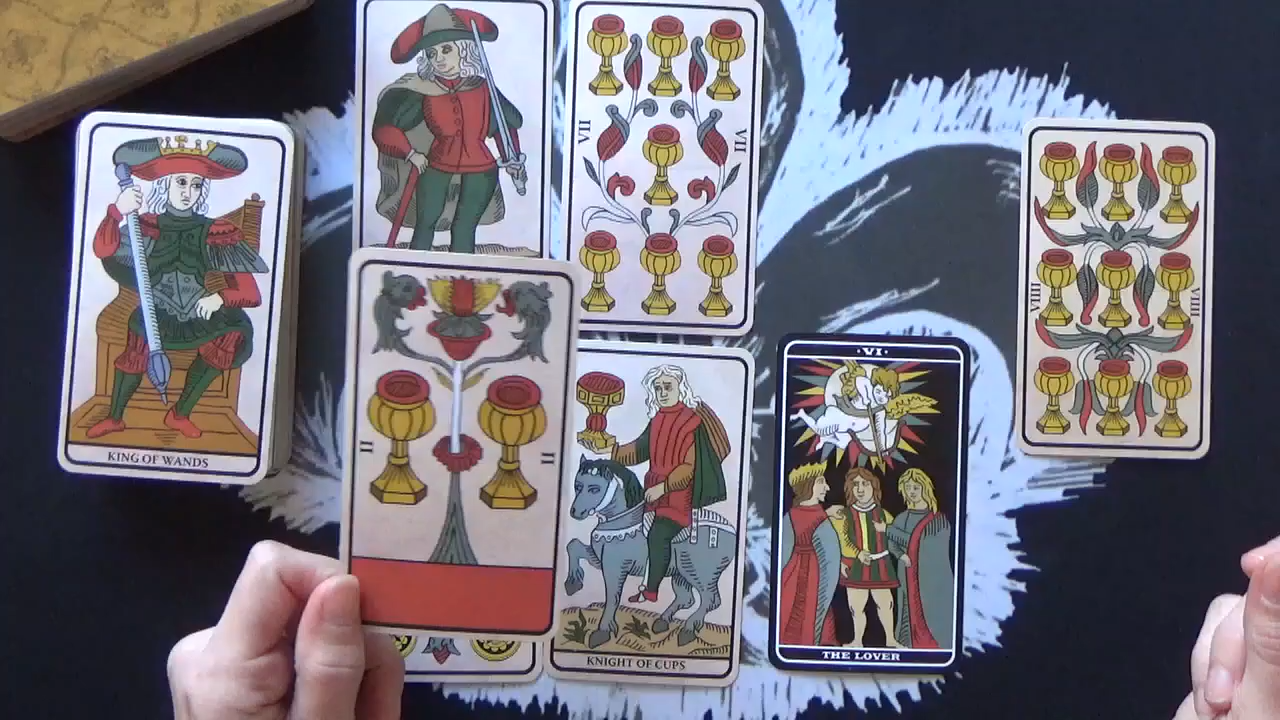 KING OF WANDS
VII
VII
II
II
KNIGHT OF CUPS
·VI·
THE LOVER
VIIII
VIIII